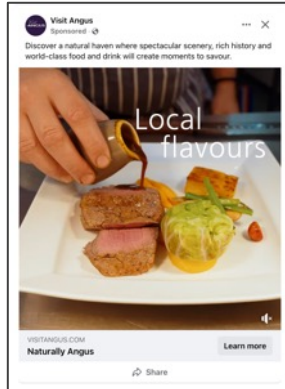 Visit Angus
Sponsored
Discover a natural haven where spectacular scenery, rich history and
world-class food and drink will create moments to savour.
Local
flavours
VISITANGUS.COM
Naturally Angus
Learn more
Share